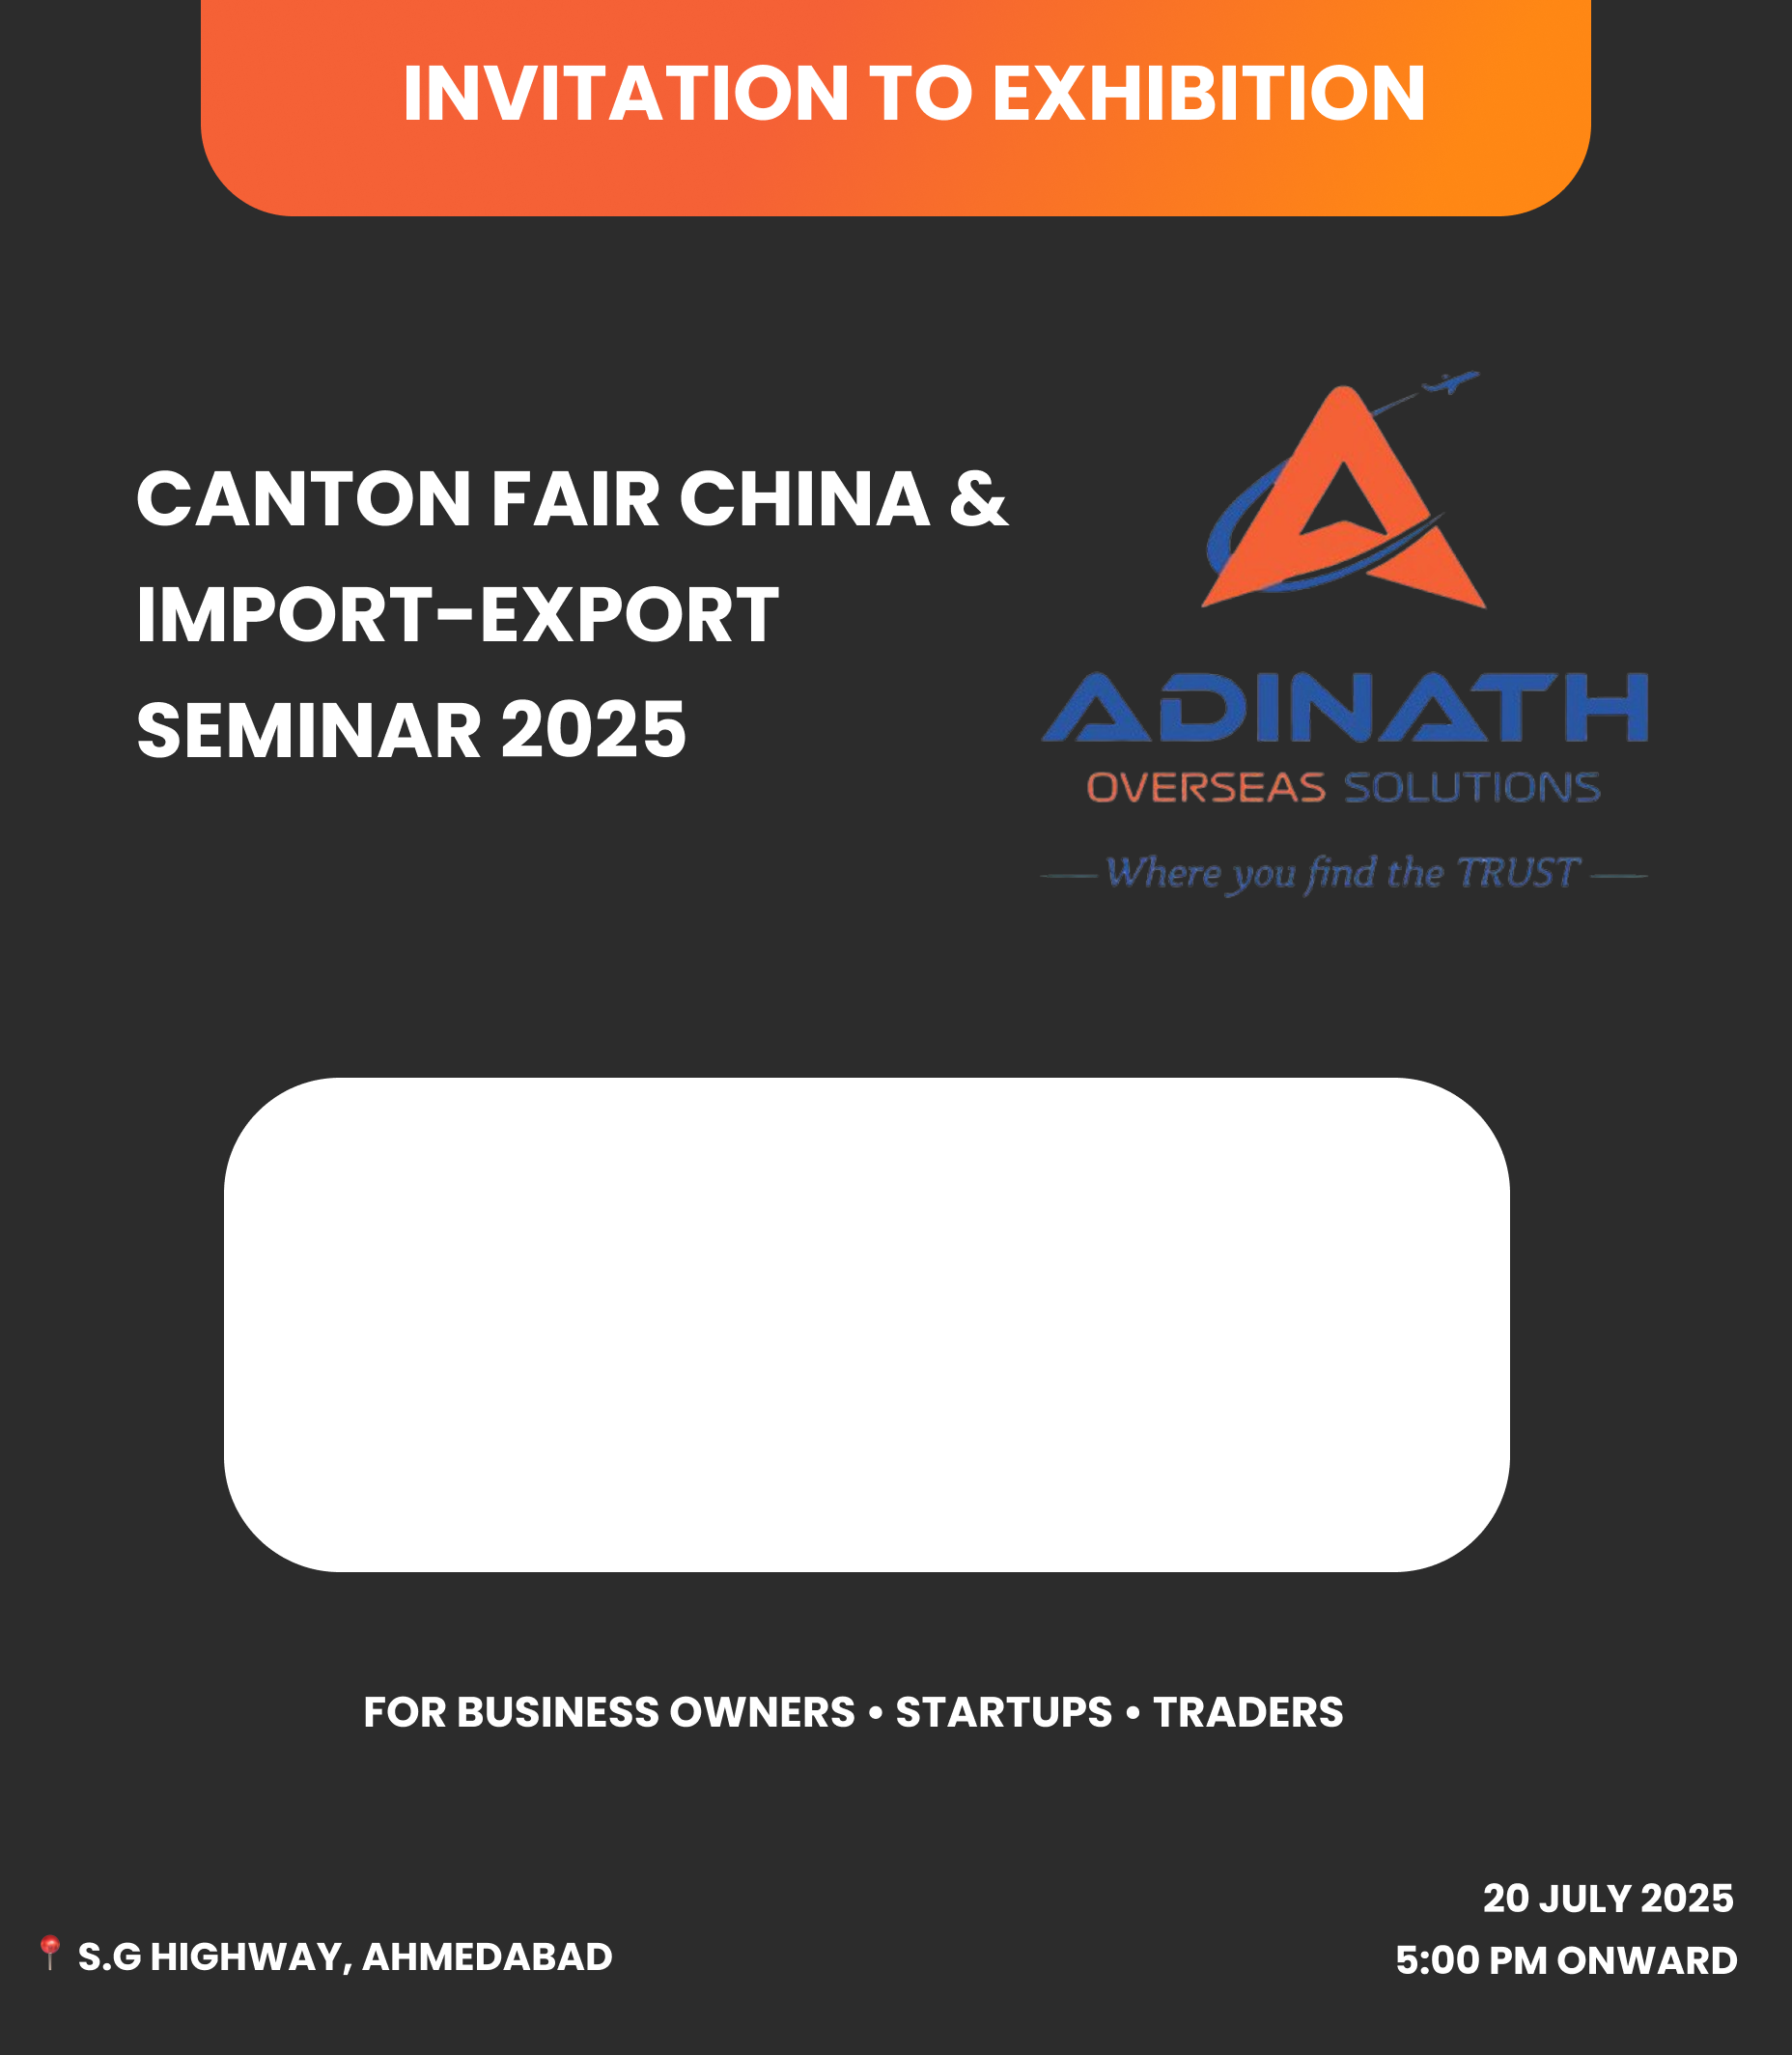 INVITATION TO EXHIBITION
CANTON FAIR CHINA &
IMPORT-EXPORT
SEMINAR 2025
ADINATH
OVERSEAS SOLUTIONS
Where you find the TRUST
FOR BUSINESS OWNERS • STARTUPS • TRADERS
S.G HIGHWAY, AHMEDABAD
20 JULY 2025
5:00 PM ONWARD